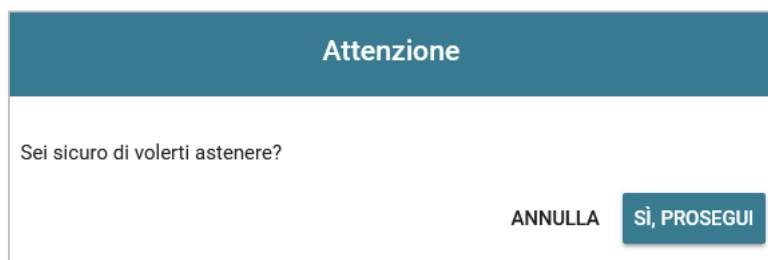 Attenzione
Sei sicuro di volerti astenere?
ANNULLA SÌ, PROSEGUI